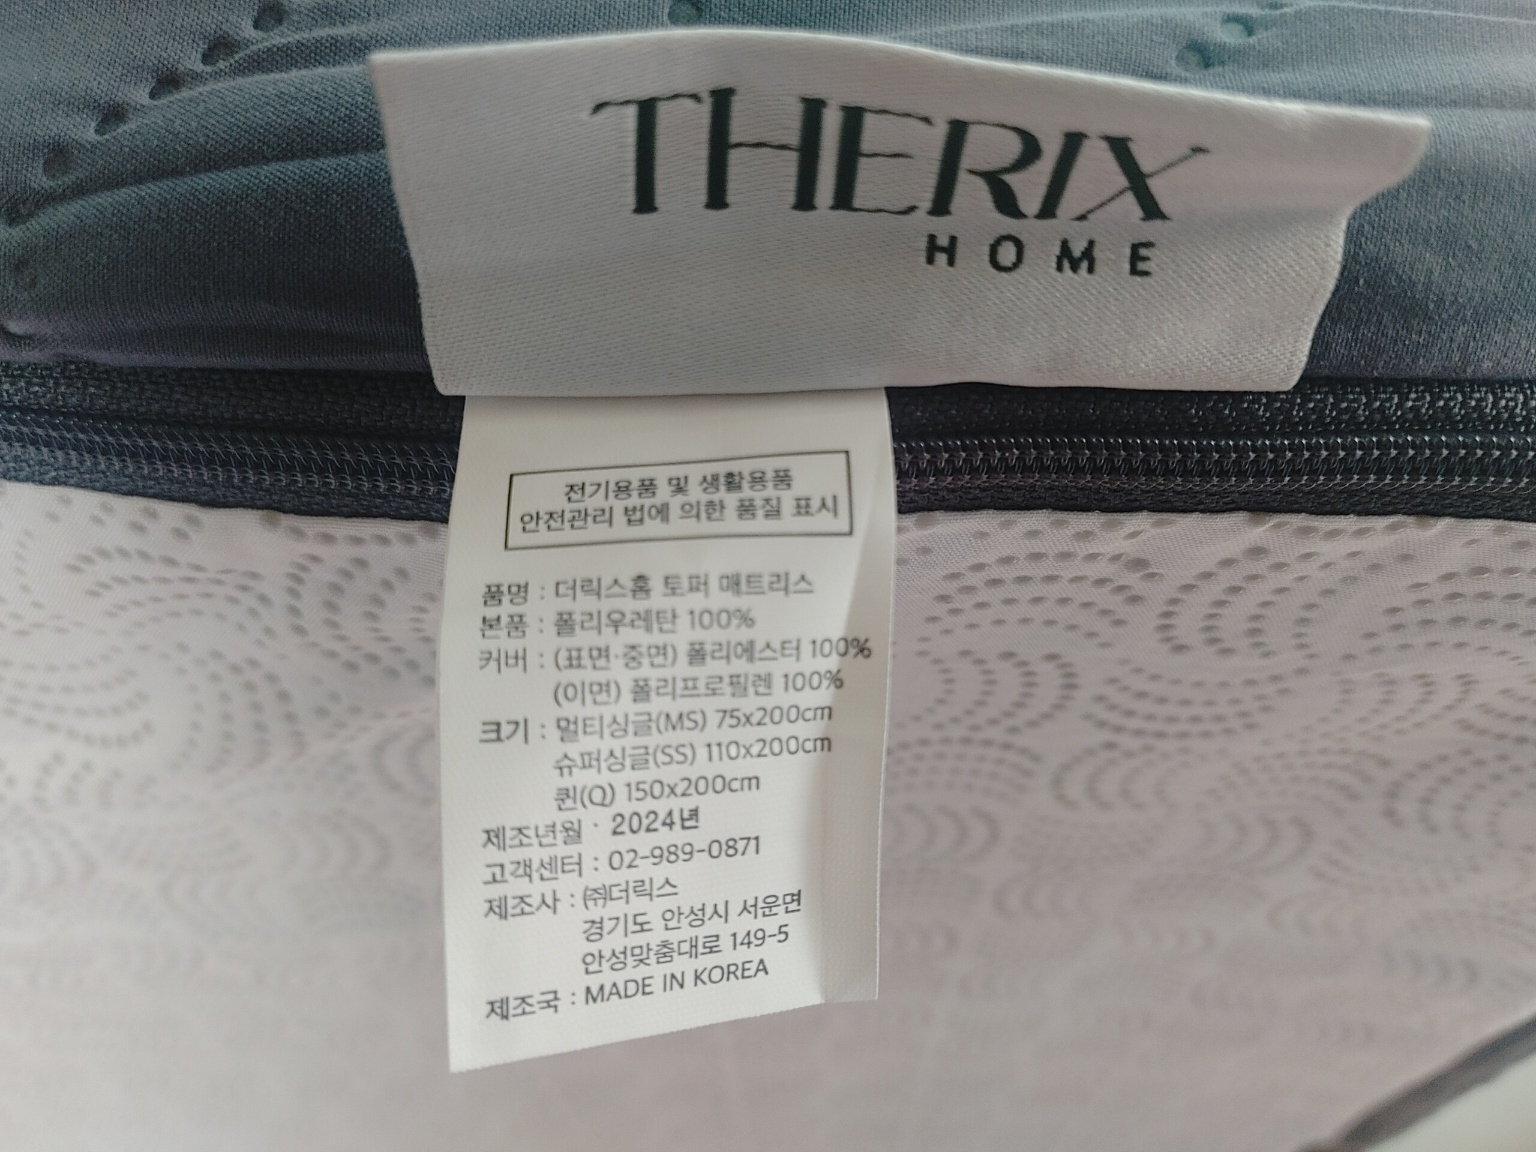 THERIX
HOME
전기용품 및 생활용품
안전관리 법에 의한 품질 표시
품명 : 더릭스홈 토퍼 매트리스
본품 : 폴리우레탄 100%
커버 : (표면·중면) 폴리에스터 100%
(이면) 폴리프로필렌 100%
크기 : 멀티싱글(MS) 75x200cm
슈퍼싱글(SS) 110x200cm
퀸(Q) 150x200cm
제조년월 : 2024년
고객센터 : 02-989-0871
제조사 : ㈜더릭스
경기도 안성시 서운면
안성맞춤대로 149-5
제조국 : MADE IN KOREA